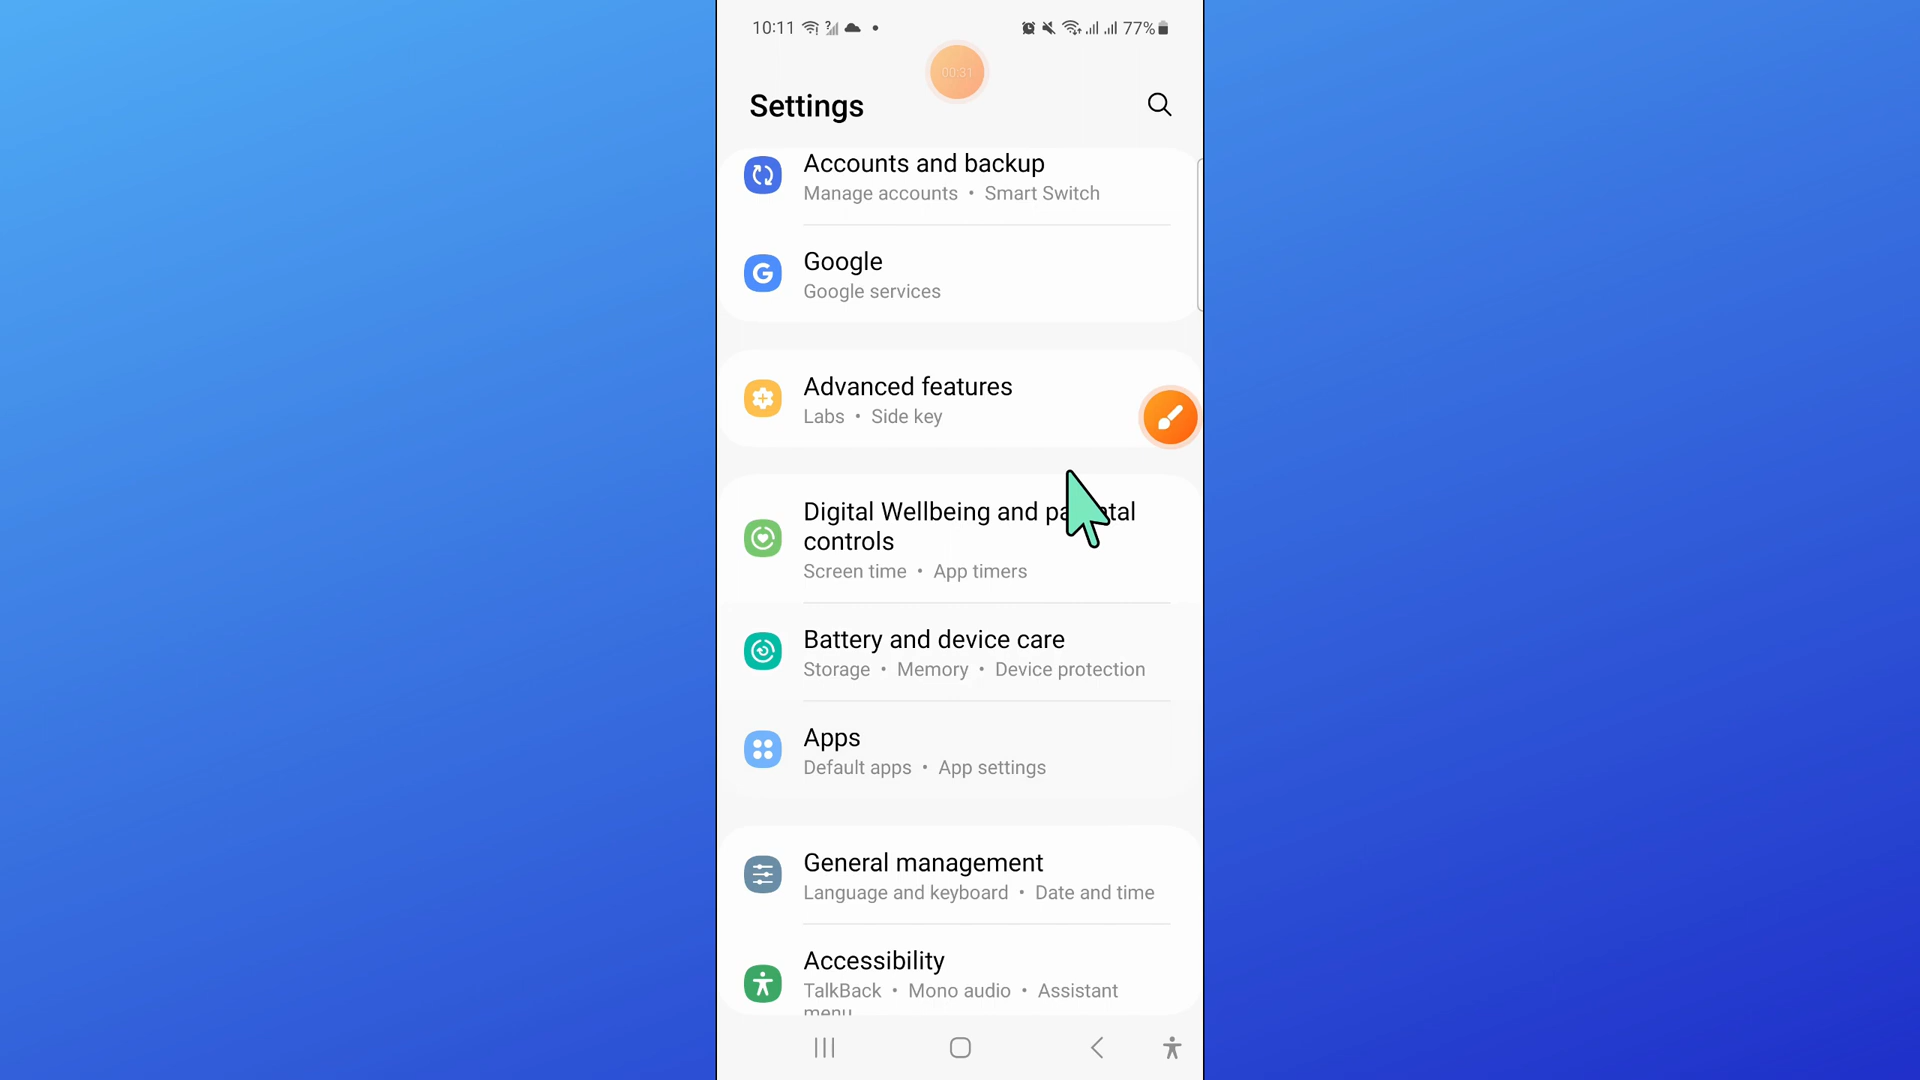 10:11
77%
00:31
Settings
Accounts and backup
Manage accounts • Smart Switch
Google
Google services
Advanced features
Labs • Side key
Digital Wellbeing and
controls
Screen time • App timers
Battery and device care
Storage • Memory • Device protection
Apps
Default apps • App settings
General management
Language and keyboard • Date and time
Accessibility
TalkBack • Mono audio • Assistant
menu